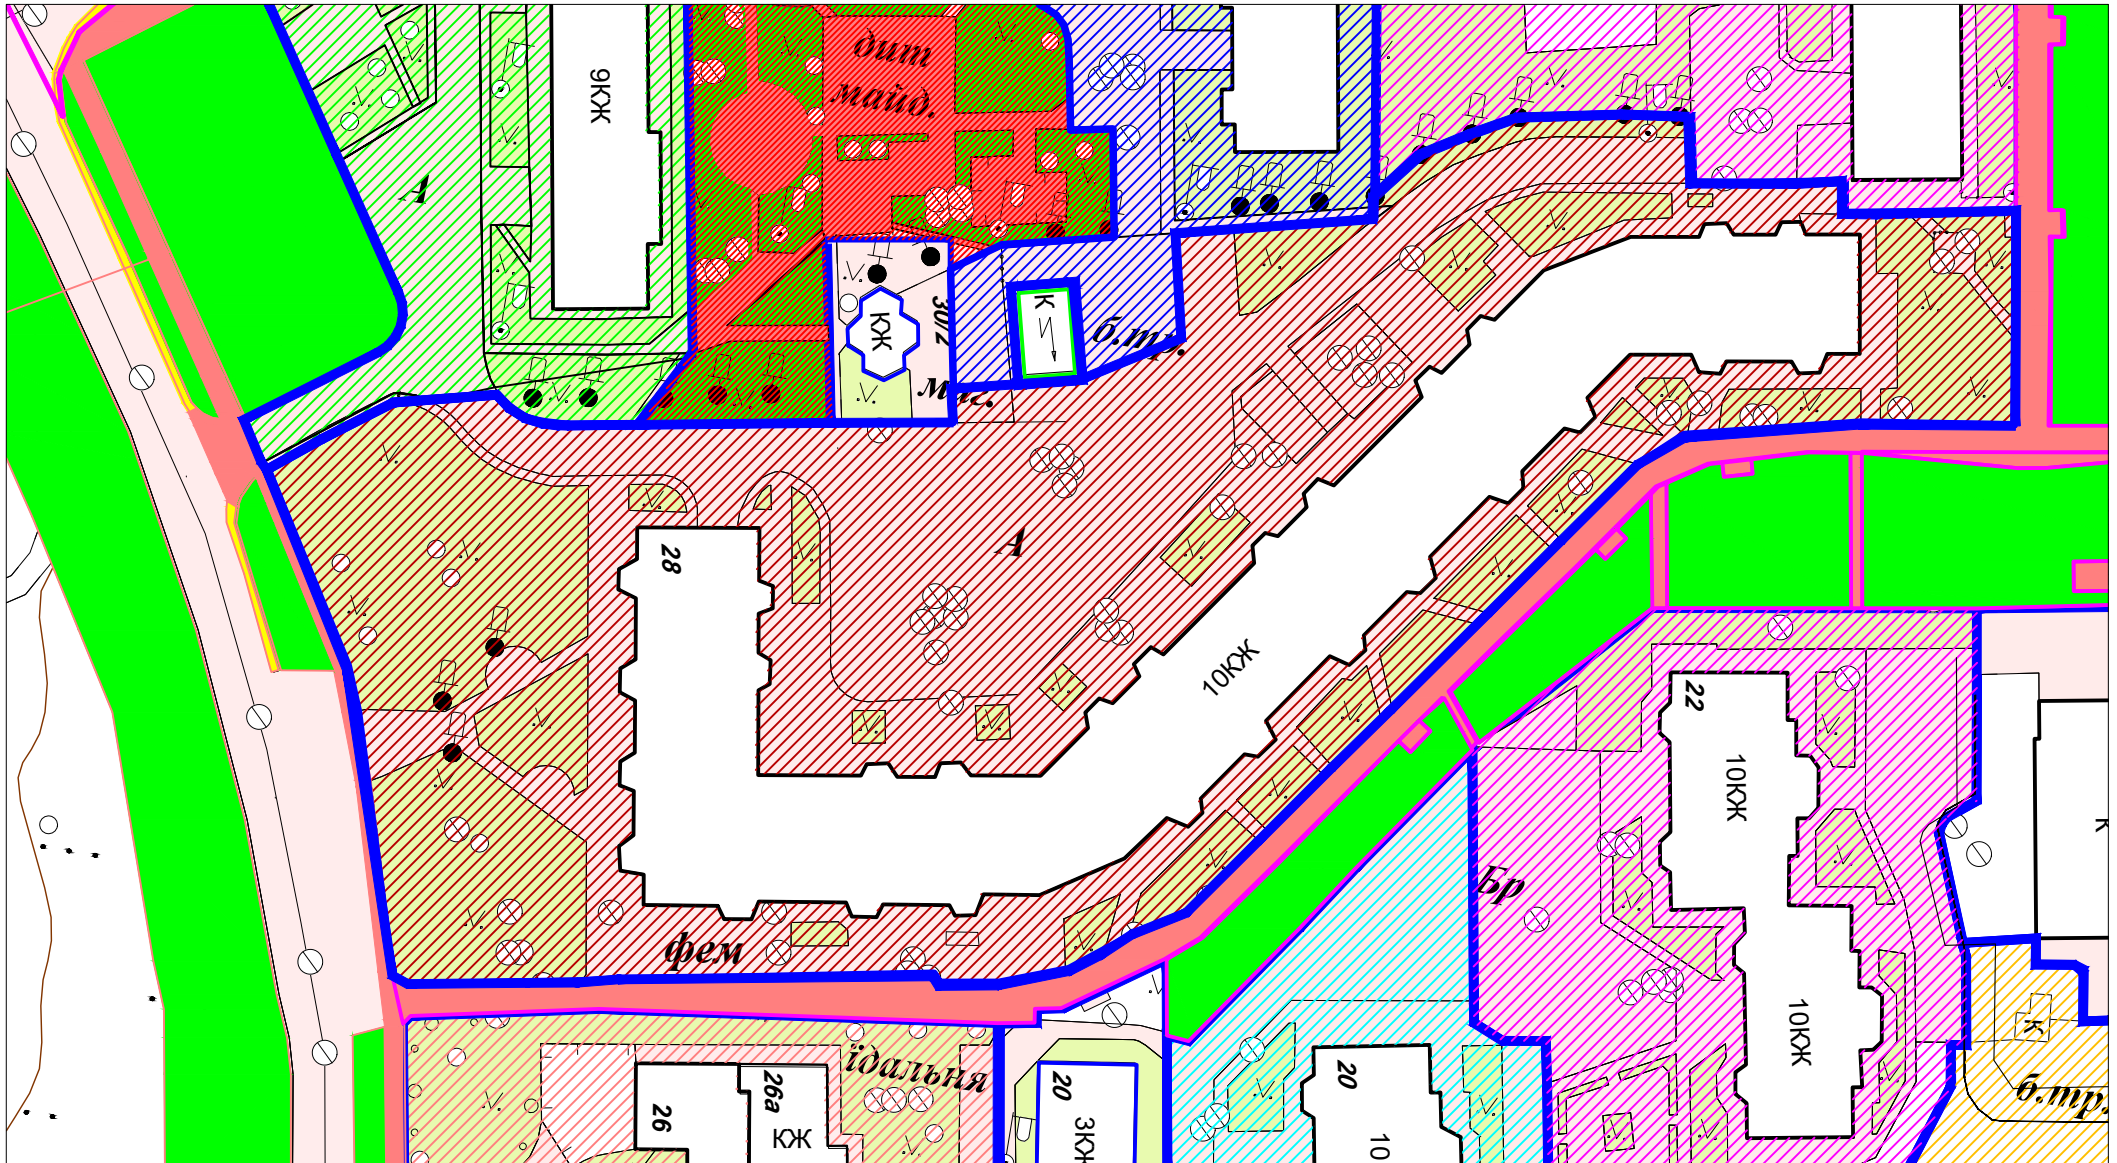 дит
майд.
9КЖ
А
30/2
КЖ
К
б.тр.
маг.
28
А
10КЖ
22
10КЖ
Бр
фем
10КЖ
їдальня
К
б.тр.
26а
20
20
26
КЖ
10